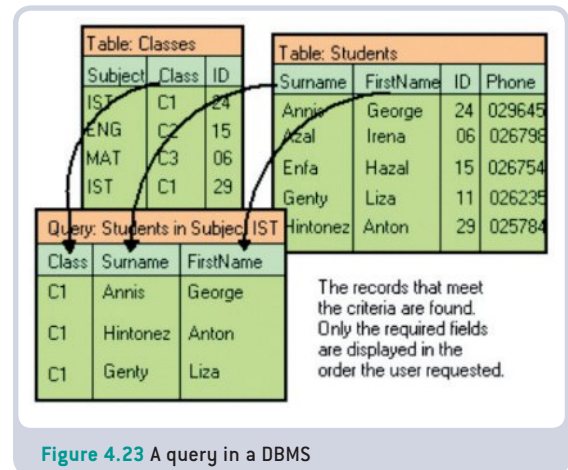 Table: Classes
Subject Class ID
IST C1 24
ENG C2 15
MAT C3 06
IST C1 29
Table: Students
Surname FirstName ID Phone
Annis George 24 029645
Azal Irena 06 026798
Enfa Hazal 15 026754
Genty Liza 11 026235
Hintonez Anton 29 025784
Query: Students in Subject IST
Class Surname FirstName
C1 Annis George
C1 Hintonez Anton
C1 Genty Liza
The records that meet
the criteria are found.
Only the required fields
are displayed in the
order the user requested.
Figure 4.23 A query in a DBMS